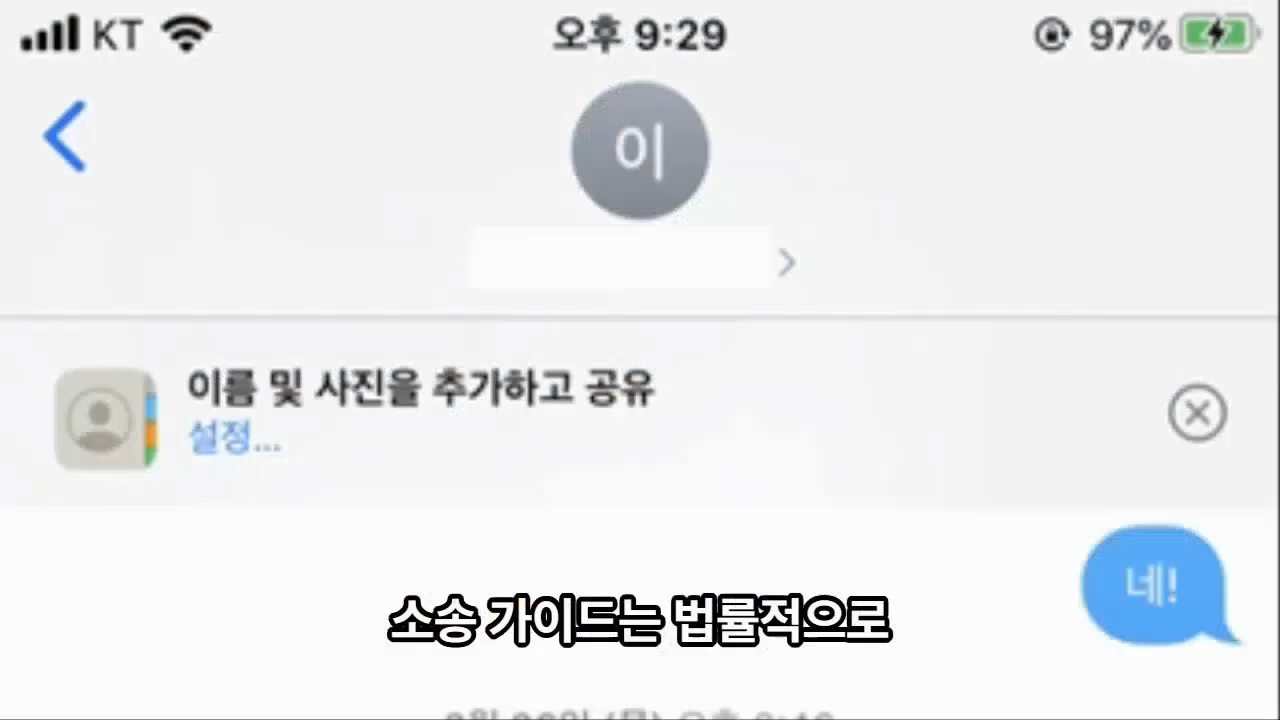 KT 오후 9:29 97%
이
이름 및 사진을 추가하고 공유
설정...
네!
소송 가이드는 법률적으로